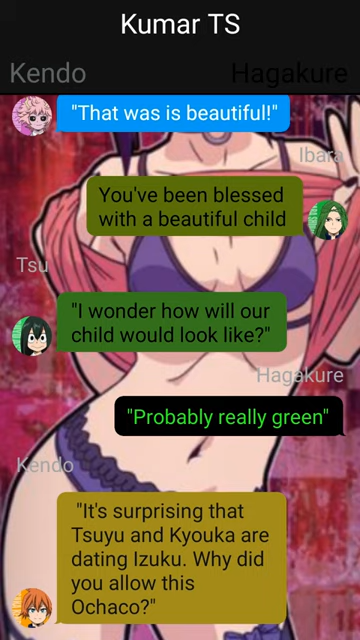 Kumar TS
Kendo
Hagakure
"That was is beautiful!"
Ibara
You've been blessed
with a beautiful child
Tsu
"I wonder how will our
child would look like?"
Hagakure
"Probably really green"
Kendo
"It's surprising that
Tsuyu and Kyouka are
dating Izuku. Why did
you allow this
Ochaco?"